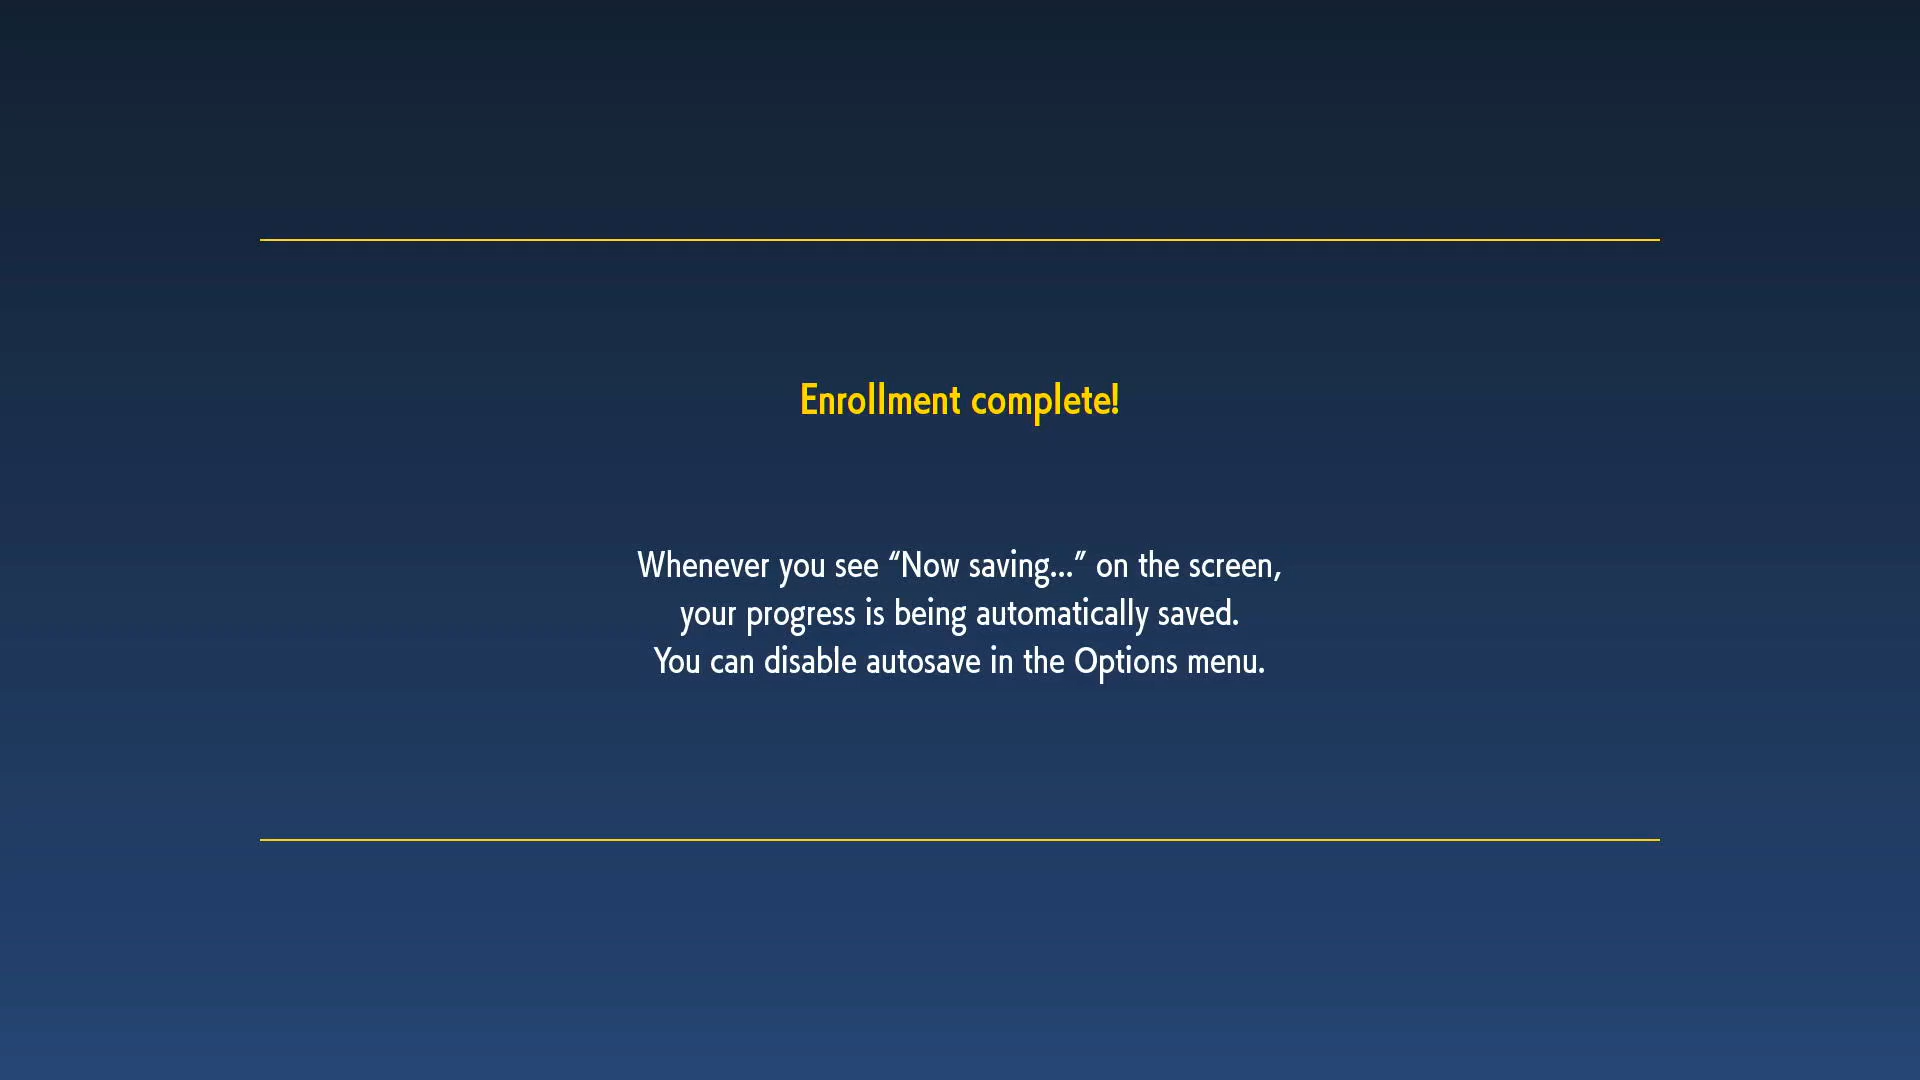 Enrollment complete!
Whenever you see “Now saving...” on the screen,
your progress is being automatically saved.
You can disable autosave in the Options menu.